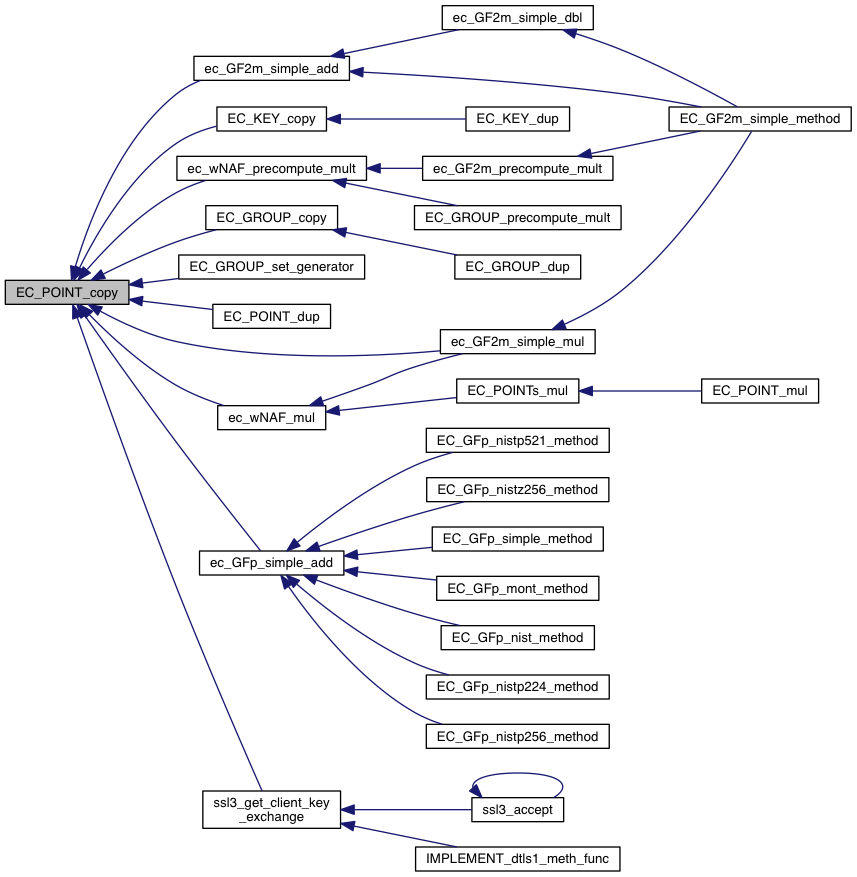 ec_GF2m_simple_dbl
ec_GF2m_simple_add
EC_KEY_copy
EC_KEY_dup
EC_GF2m_simple_method
ec_wNAF_precompute_mult
ec_GF2m_precompute_mult
EC_GROUP_copy
EC_GROUP_precompute_mult
EC_GROUP_set_generator
EC_GROUP_dup
EC_POINT_copy
EC_POINT_dup
ec_GF2m_simple_mul
EC_POINTs_mul
EC_POINT_mul
ec_wNAF_mul
EC_GFp_nistp521_method
EC_GFp_nistz256_method
EC_GFp_simple_method
ec_GFp_simple_add
EC_GFp_mont_method
EC_GFp_nist_method
EC_GFp_nistp224_method
EC_GFp_nistp256_method
ssl3_get_client_key
_exchange
ssl3_accept
IMPLEMENT_dtls1_meth_func